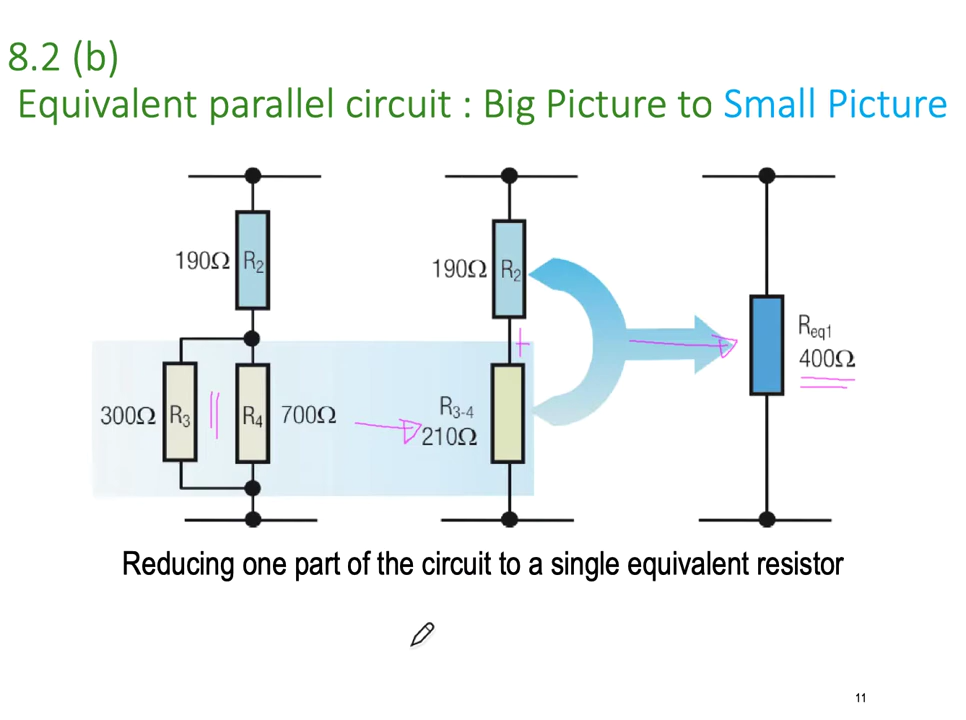 8.2 (b)
Equivalent parallel circuit : Big Picture to Small Picture
190Ω R2
190Ω R2
Req1
400Ω
300Ω R3 || R4 700Ω
R3-4
210Ω
+
Reducing one part of the circuit to a single equivalent resistor
11